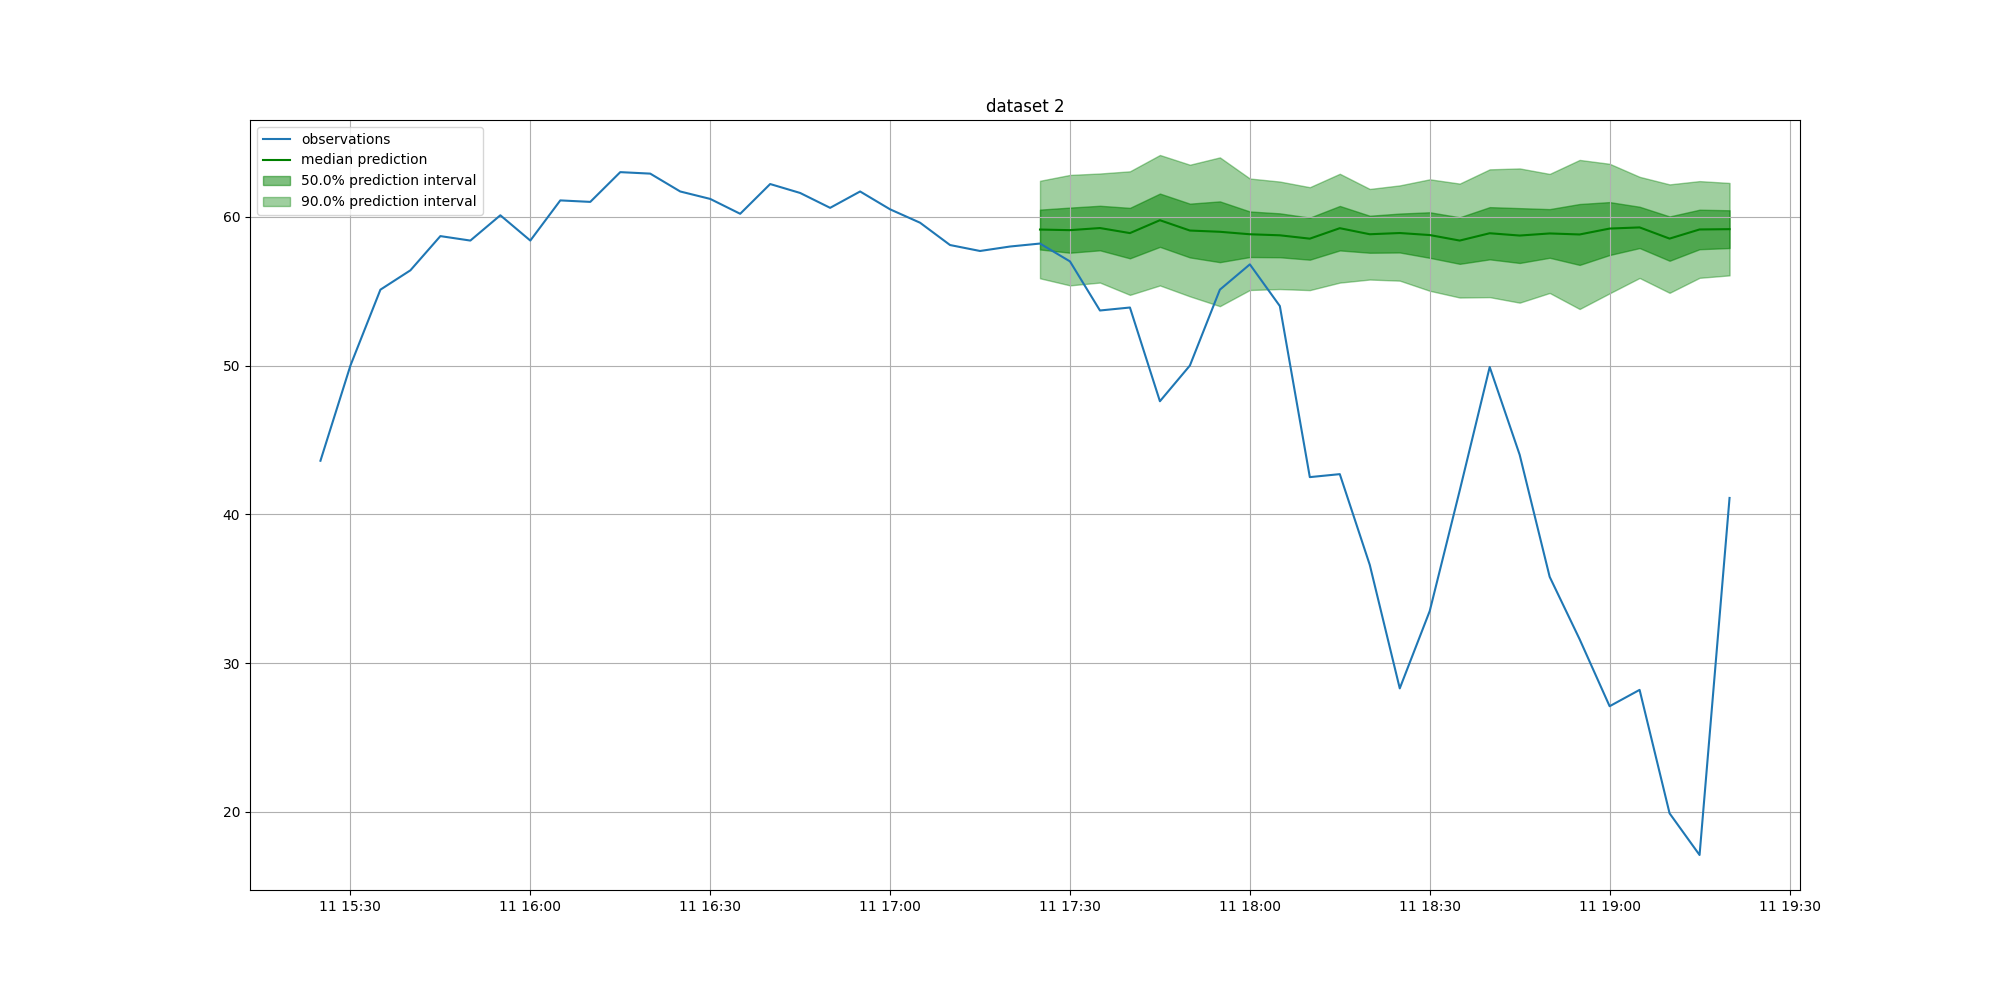 dataset 2
observations
median prediction
50.0% prediction interval
90.0% prediction interval
60
50
40
30
20
11 15:30 11 16:00 11 16:30 11 17:00 11 17:30 11 18:00 11 18:30 11 19:00 11 19:30